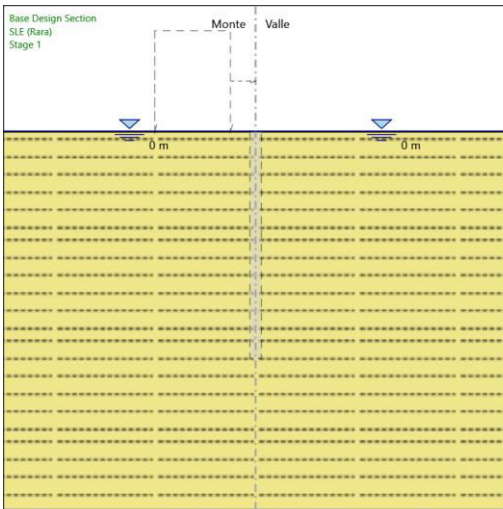 Base Design Section
SLE (Rara)
Stage 1
Monte Valle
0 m 0 m